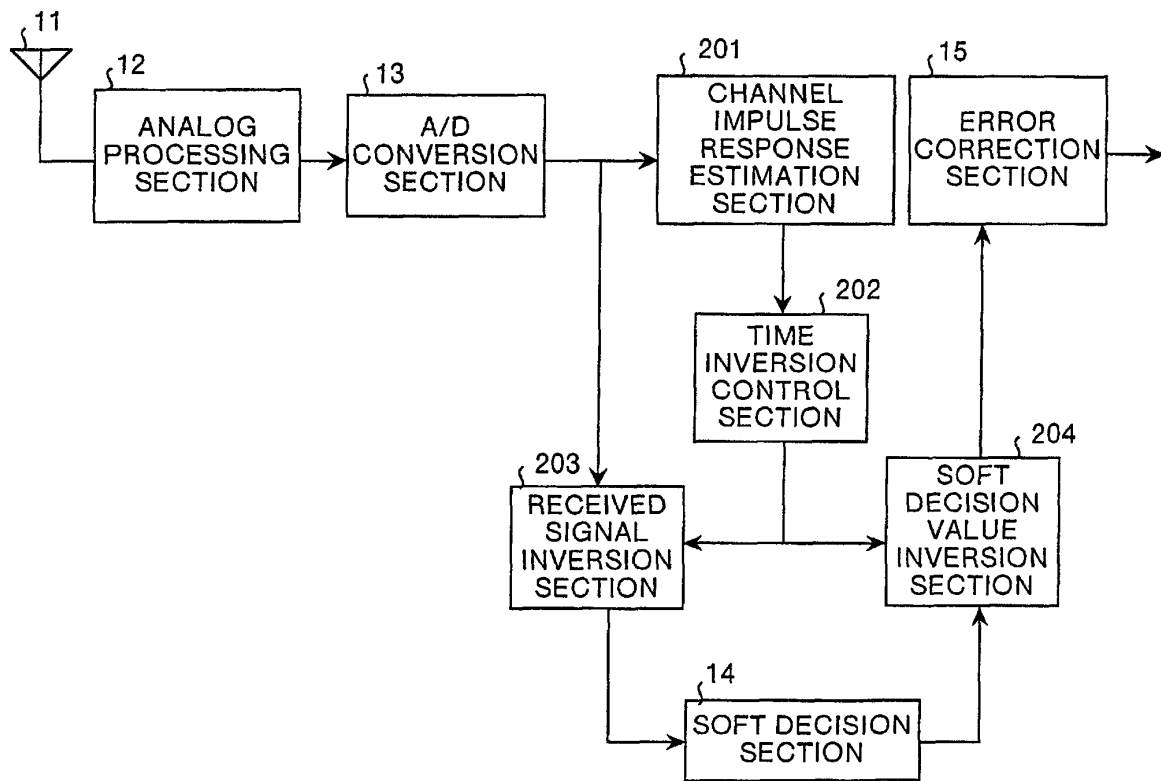 11
12
ANALOG
PROCESSING
SECTION
13
A/D
CONVERSION
SECTION
201
CHANNEL
IMPULSE
RESPONSE
ESTIMATION
SECTION
15
ERROR
CORRECTION
SECTION
202
TIME
INVERSION
CONTROL
SECTION
203
RECEIVED
SIGNAL
INVERSION
SECTION
204
SOFT
DECISION
VALUE
INVERSION
SECTION
14
SOFT DECISION
SECTION